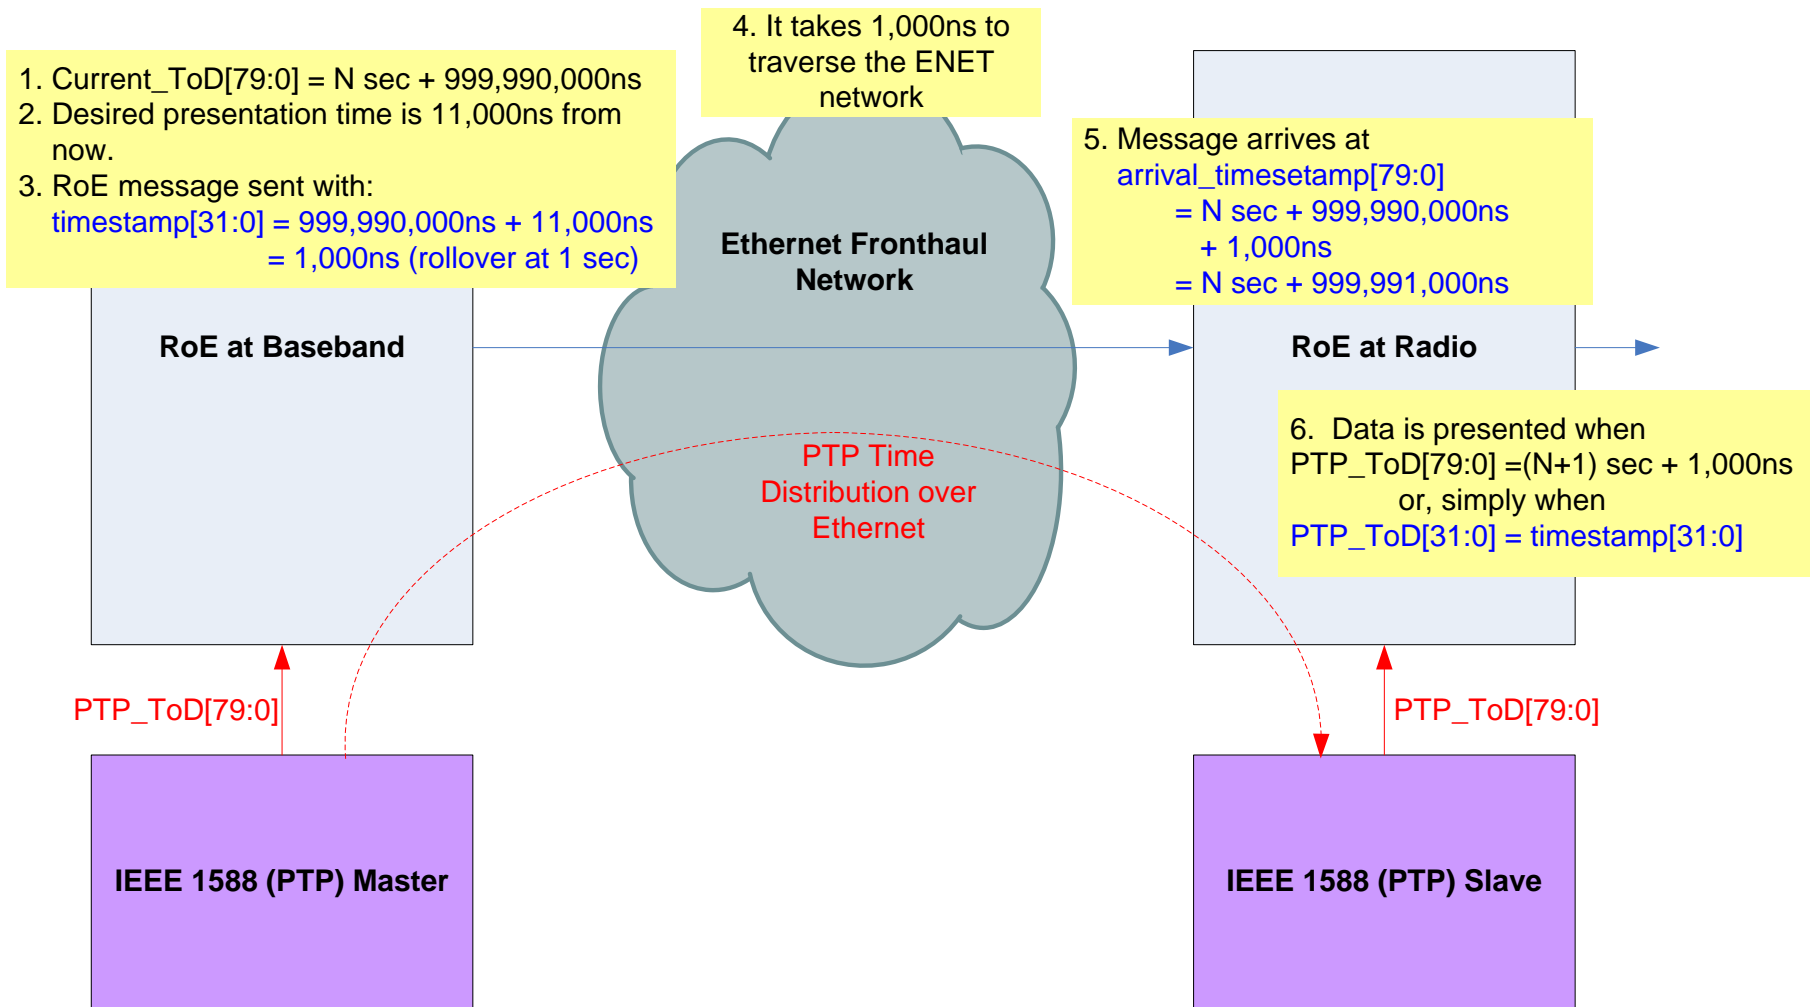 1. Current_ToD[79:0] = N sec + 999,990,000ns
2. Desired presentation time is 11,000ns from
now.
3. RoE message sent with:
timestamp[31:0] = 999,990,000ns + 11,000ns
= 1,000ns (rollover at 1 sec)
4. It takes 1,000ns to
traverse the ENET
network
5. Message arrives at
arrival_timesetamp[79:0]
= N sec + 999,990,000ns
+ 1,000ns
= N sec + 999,991,000ns
Ethernet Fronthaul
Network
RoE at Baseband
RoE at Radio
6. Data is presented when
PTP_ToD[79:0] =(N+1) sec + 1,000ns
or, simply when
PTP_ToD[31:0] = timestamp[31:0]
PTP Time
Distribution over
Ethernet
PTP_ToD[79:0]
PTP_ToD[79:0]
IEEE 1588 (PTP) Master
IEEE 1588 (PTP) Slave